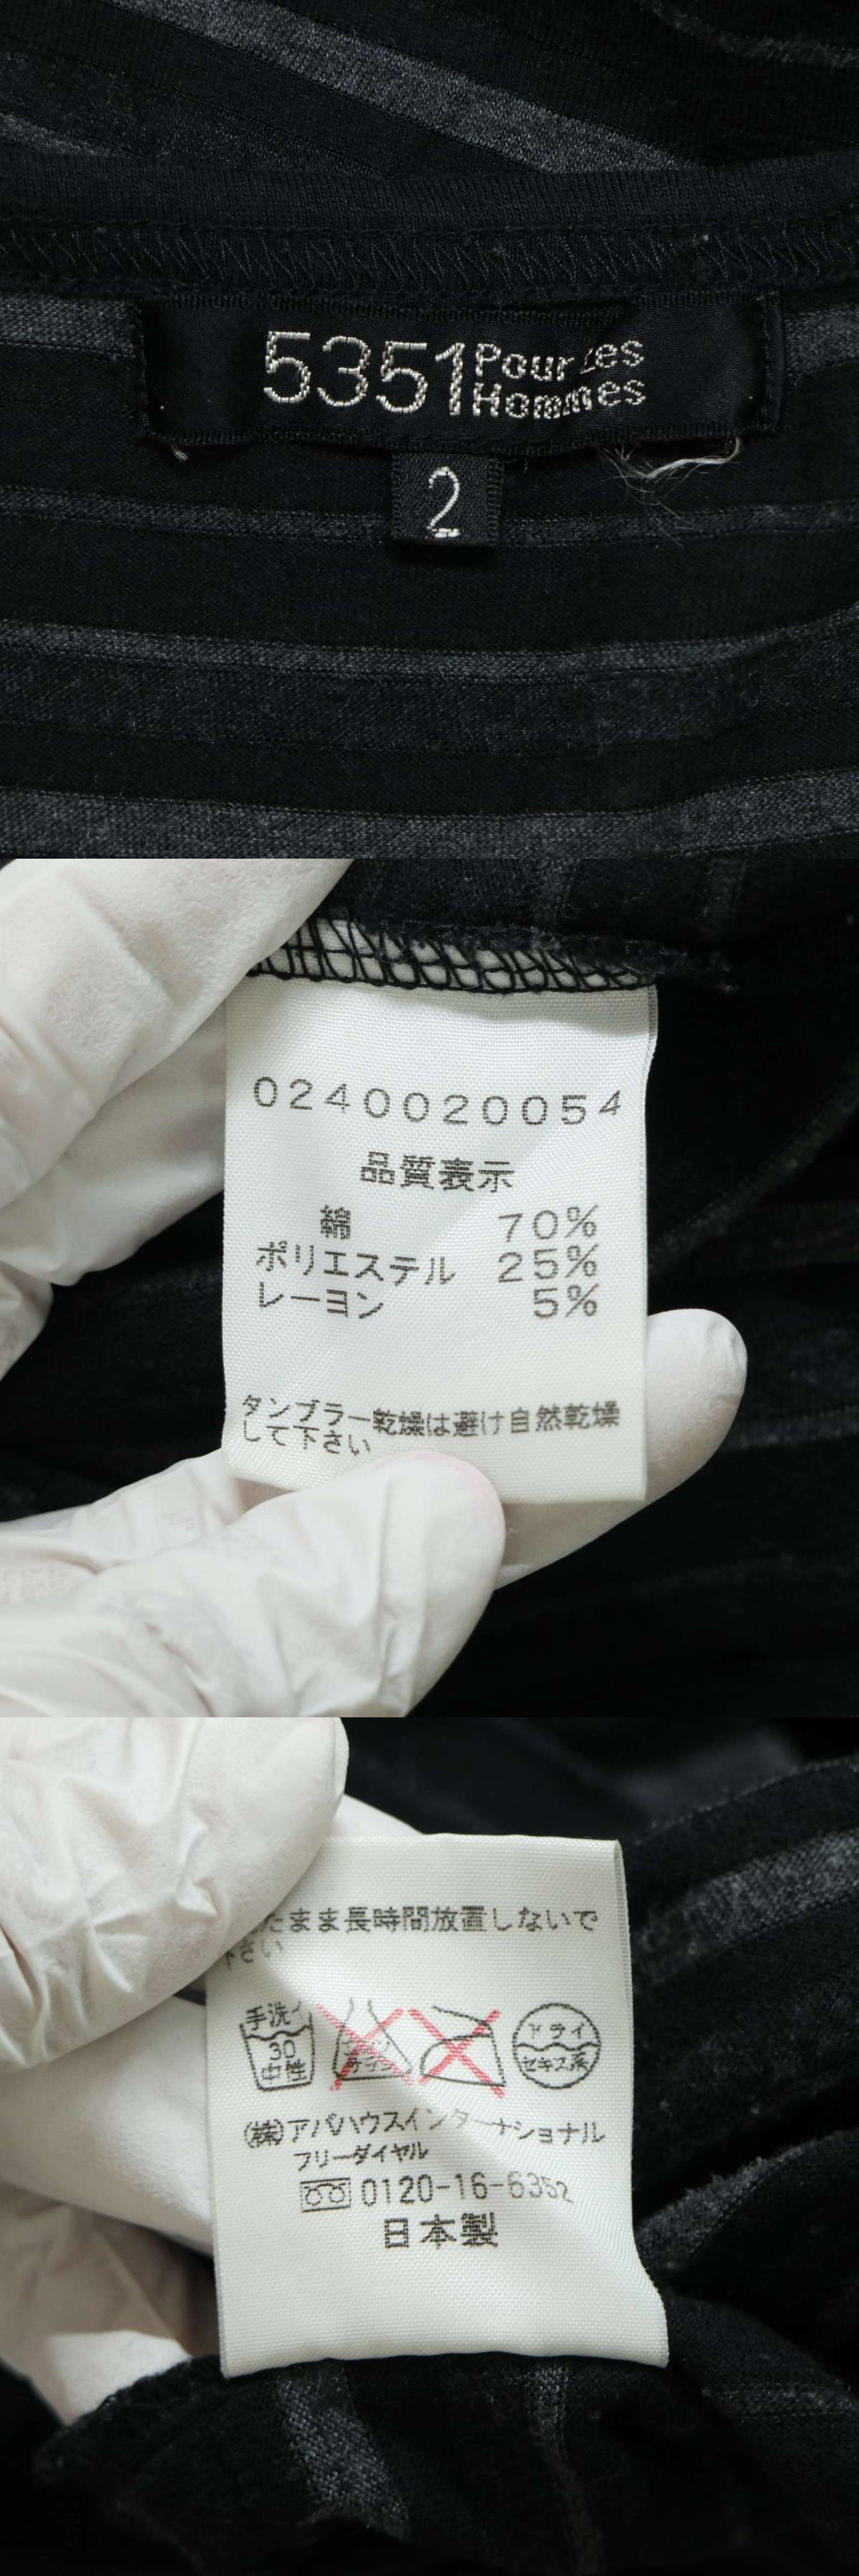 5351 Pour Les
Hommes
2
0240020054
品質表示
綿 70%
ポリエステル 25%
レーヨン 5%
タンブラー乾燥は避け自然乾燥
して下さい
たまま長時間放置しないで
下さい
手洗イ
30
中性
ドライ
セキユ系
(株)アバハウスインターナショナル
フリーダイヤル
0120-16-6352
日本製